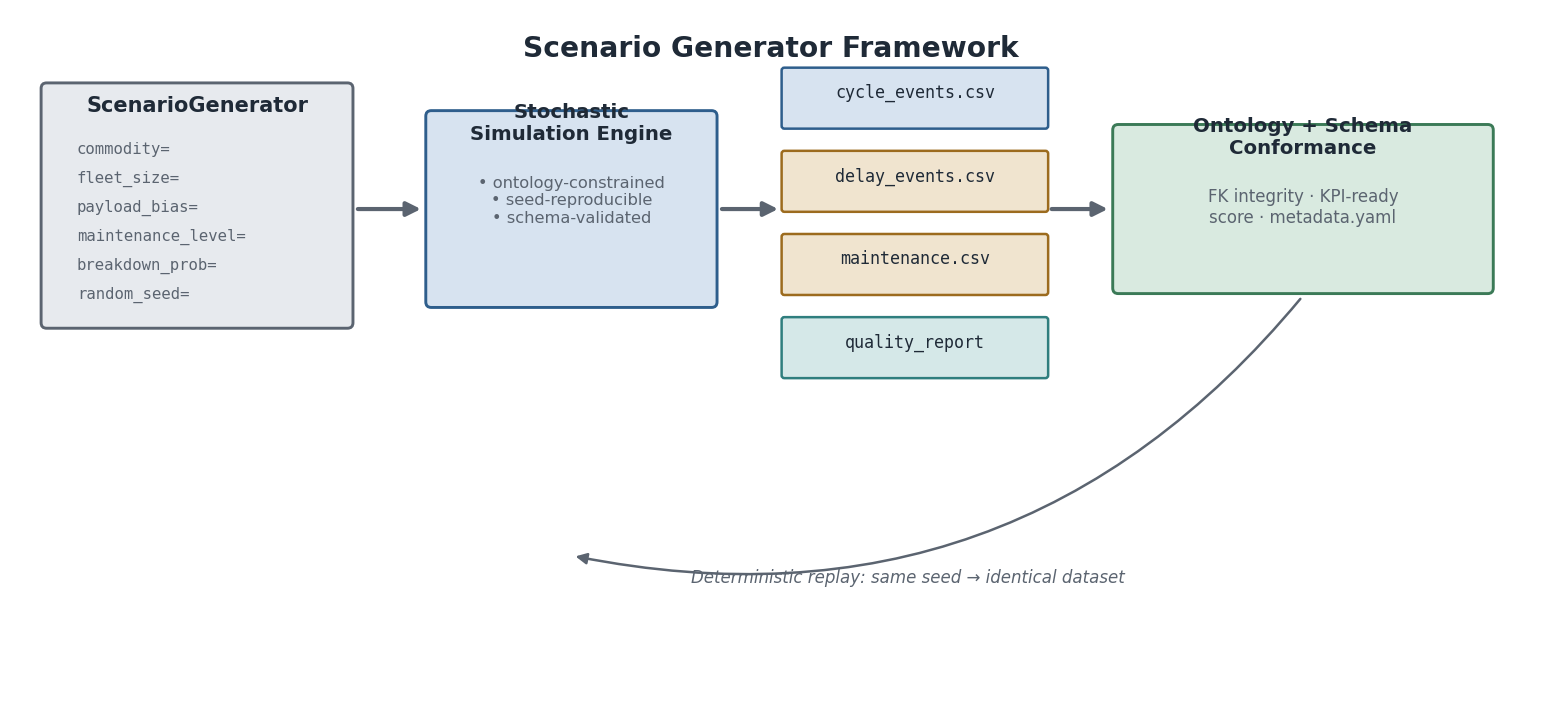 Scenario Generator Framework
ScenarioGenerator
commodity=
fleet_size=
payload_bias=
maintenance_level=
breakdown_prob=
random_seed=
Stochastic
Simulation Engine
• ontology-constrained
• seed-reproducible
• schema-validated
cycle_events.csv
delay_events.csv
maintenance.csv
quality_report
Ontology + Schema
Conformance
FK integrity · KPI-ready
score · metadata.yaml
Deterministic replay: same seed → identical dataset